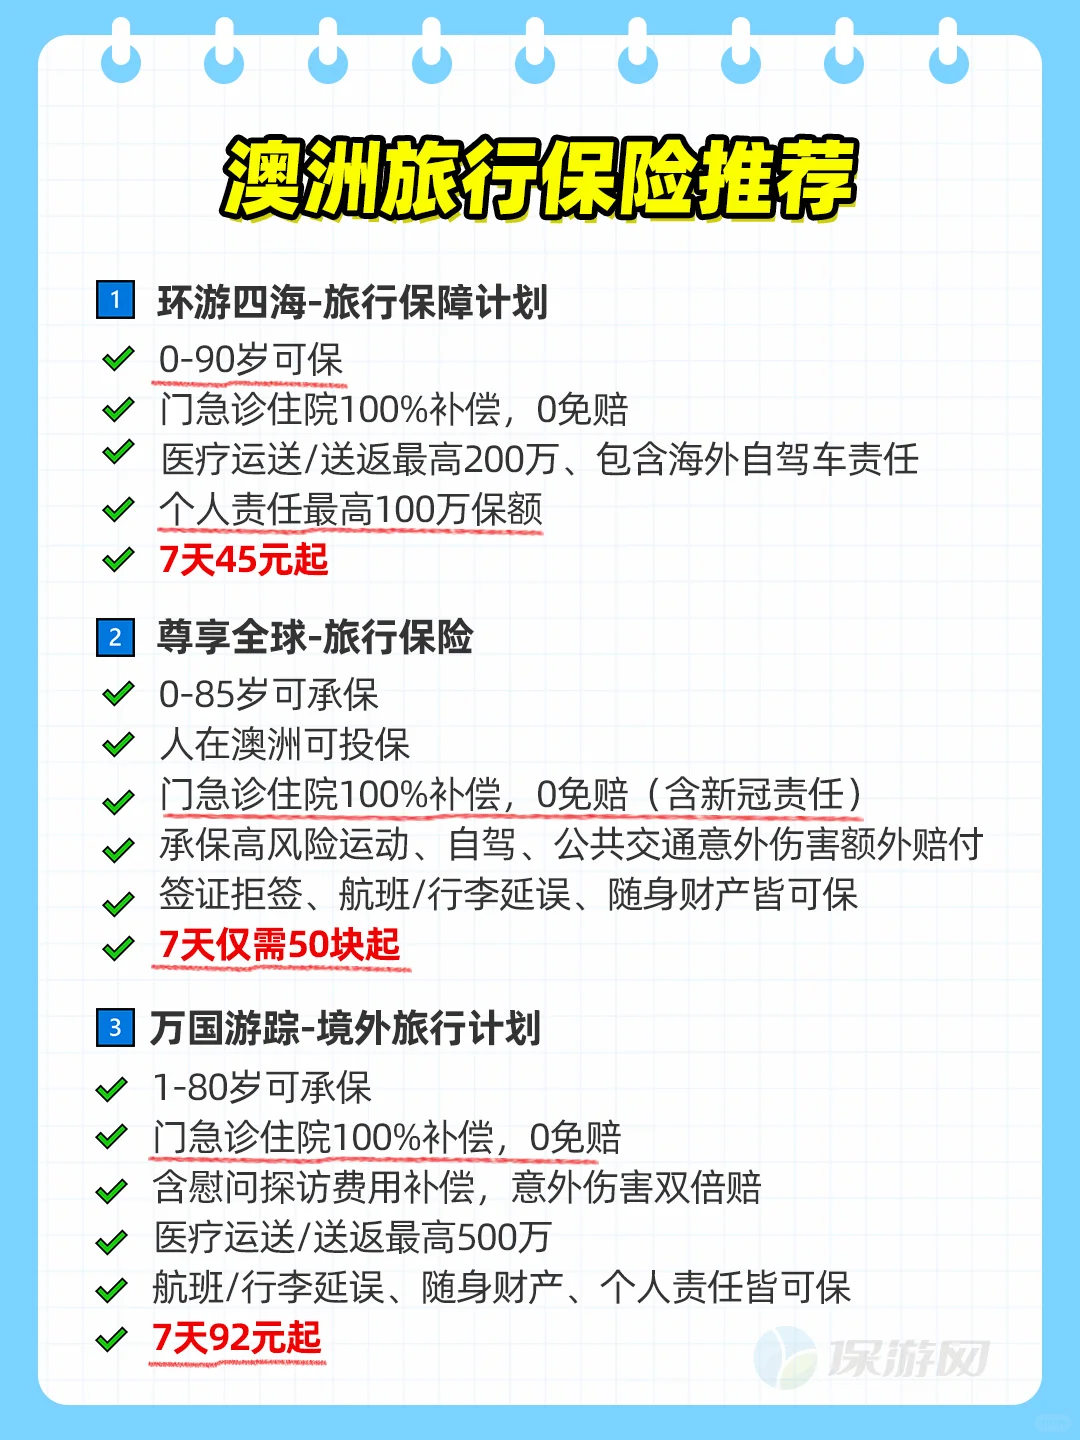 澳洲旅行保险推荐
1 环游四海-旅行保障计划
0-90岁可保
门急诊住院100%补偿，0免赔
医疗运送/送返最高200万、包含海外自驾车责任
个人责任最高100万保额
7天45元起
2 尊享全球-旅行保险
0-85岁可承保
人在澳洲可投保
门急诊住院100%补偿，0免赔（含新冠责任）
承保高风险运动、自驾、公共交通意外伤害额外赔付
签证拒签、航班/行李延误、随身财产皆可保
7天仅需50块起
3 万国游踪-境外旅行计划
1-80岁可承保
门急诊住院100%补偿，0免赔
含慰问探访费用补偿，意外伤害双倍赔
医疗运送/送返最高500万
航班/行李延误、随身财产、个人责任皆可保
7天92元起
保游网